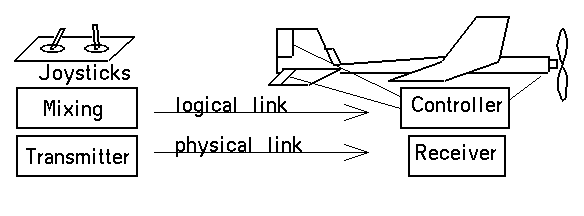 Joysticks
Mixing
logical link
Controller
Transmitter
physical link
Receiver